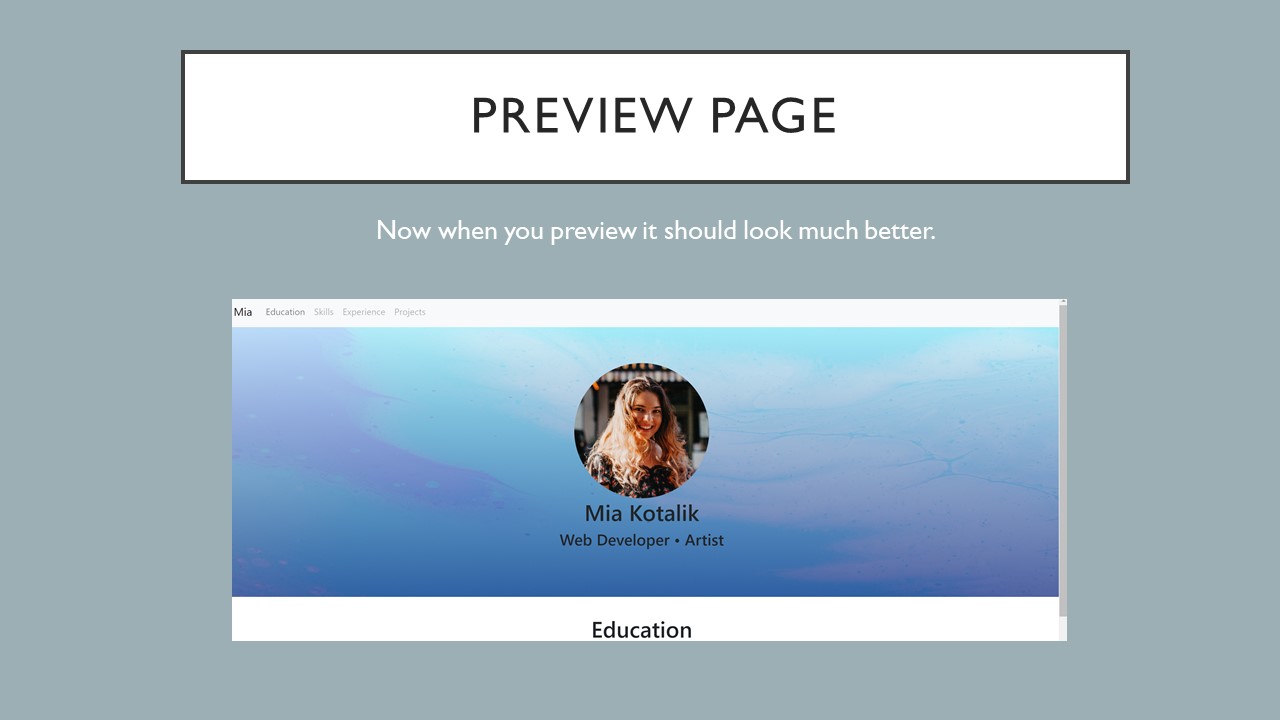 PREVIEW PAGE
Now when you preview it should look much better.
Mia Education Skills Experience Projects
Mia Kotalik
Web Developer • Artist
Education